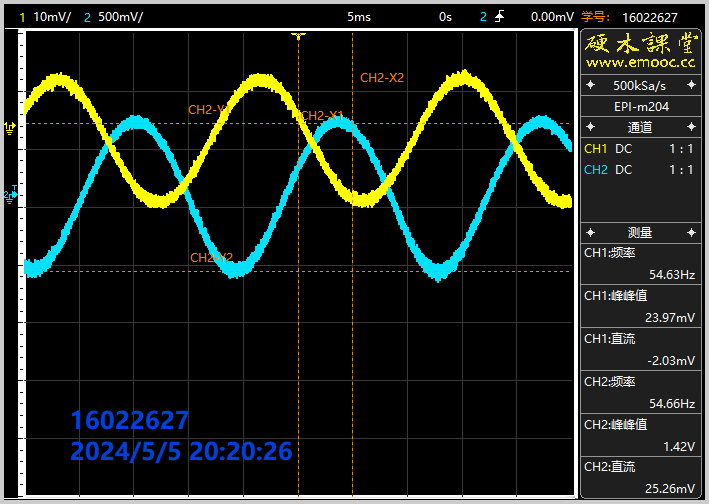 1 10mV/ 2 500mV/ 5ms 0s 2 0.00mV 学号: 16022627
硬木課堂
www.emooc.cc
500kSa/s
EPI-m204
通道
CH1 DC 1 : 1
CH2 DC 1 : 1
测量
CH1:频率
54.63Hz
CH1:峰峰值
23.97mV
CH1:直流
-2.03mV
CH2:频率
54.66Hz
CH2:峰峰值
1.42V
CH2:直流
25.26mV
CH2-X2
CH2-X1
CH2-Y2
1
2
T
16022627
2024/5/5 20:20:26